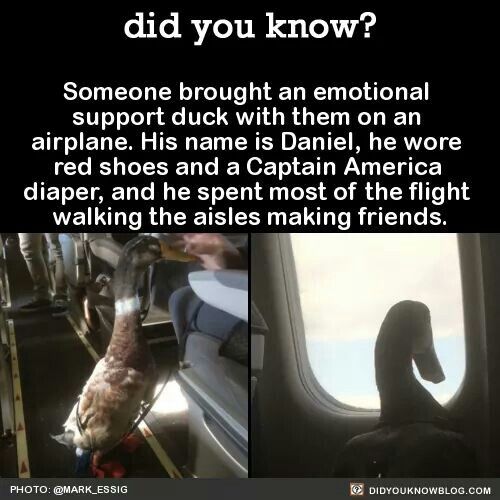 did you know?
Someone brought an emotional
support duck with them on an
airplane. His name is Daniel, he wore
red shoes and a Captain America
diaper, and he spent most of the flight
walking the aisles making friends.
PHOTO: @MARK_ESSIG
DIDYOUKNOWBLOG.COM